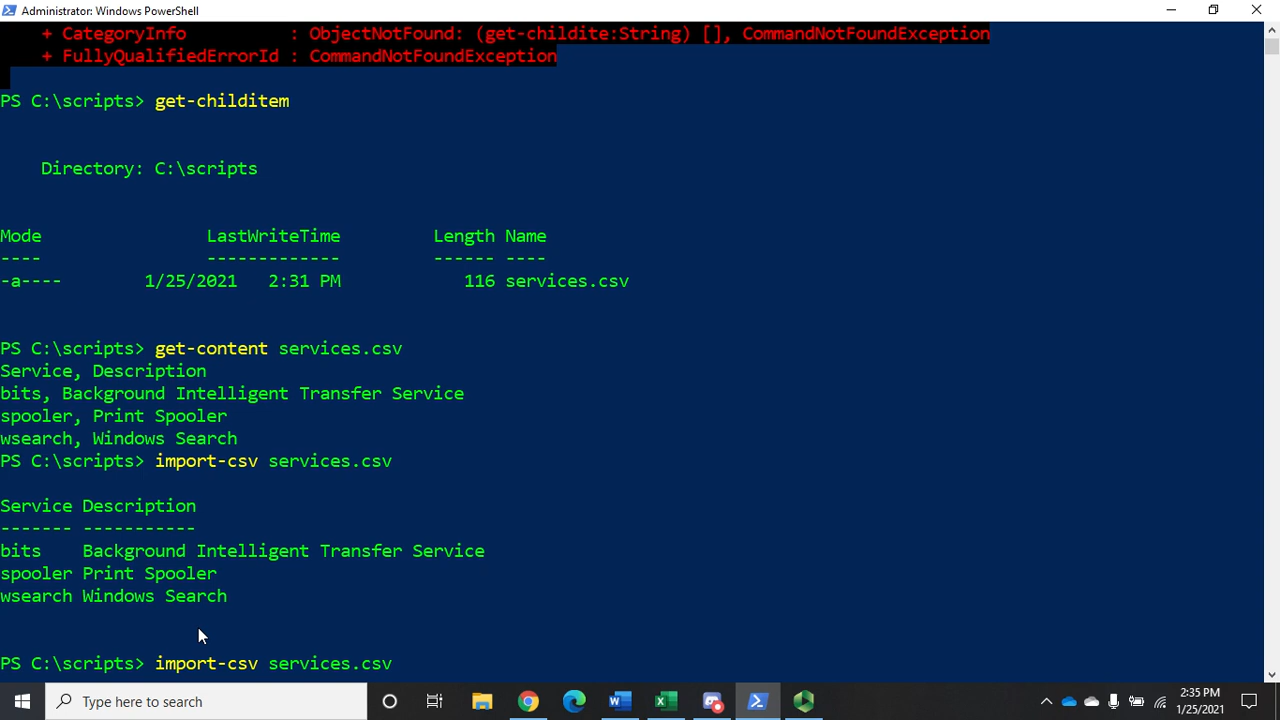 Administrator: Windows PowerShell
+ CategoryInfo : ObjectNotFound: (get-childite:String) [], CommandNotFoundException
+ FullyQualifiedErrorId : CommandNotFoundException
PS C:\scripts> get-childitem
Directory: C:\scripts
Mode LastWriteTime Length Name
---- ------------- ------ ----
-a---- 1/25/2021 2:31 PM 116 services.csv
PS C:\scripts> get-content services.csv
Service, Description
bits, Background Intelligent Transfer Service
spooler, Print Spooler
wsearch, Windows Search
PS C:\scripts> import-csv services.csv
Service Description
------- -----------
bits Background Intelligent Transfer Service
spooler Print Spooler
wsearch Windows Search
PS C:\scripts> import-csv services.csv
Type here to search
2:35 PM
1/25/2021